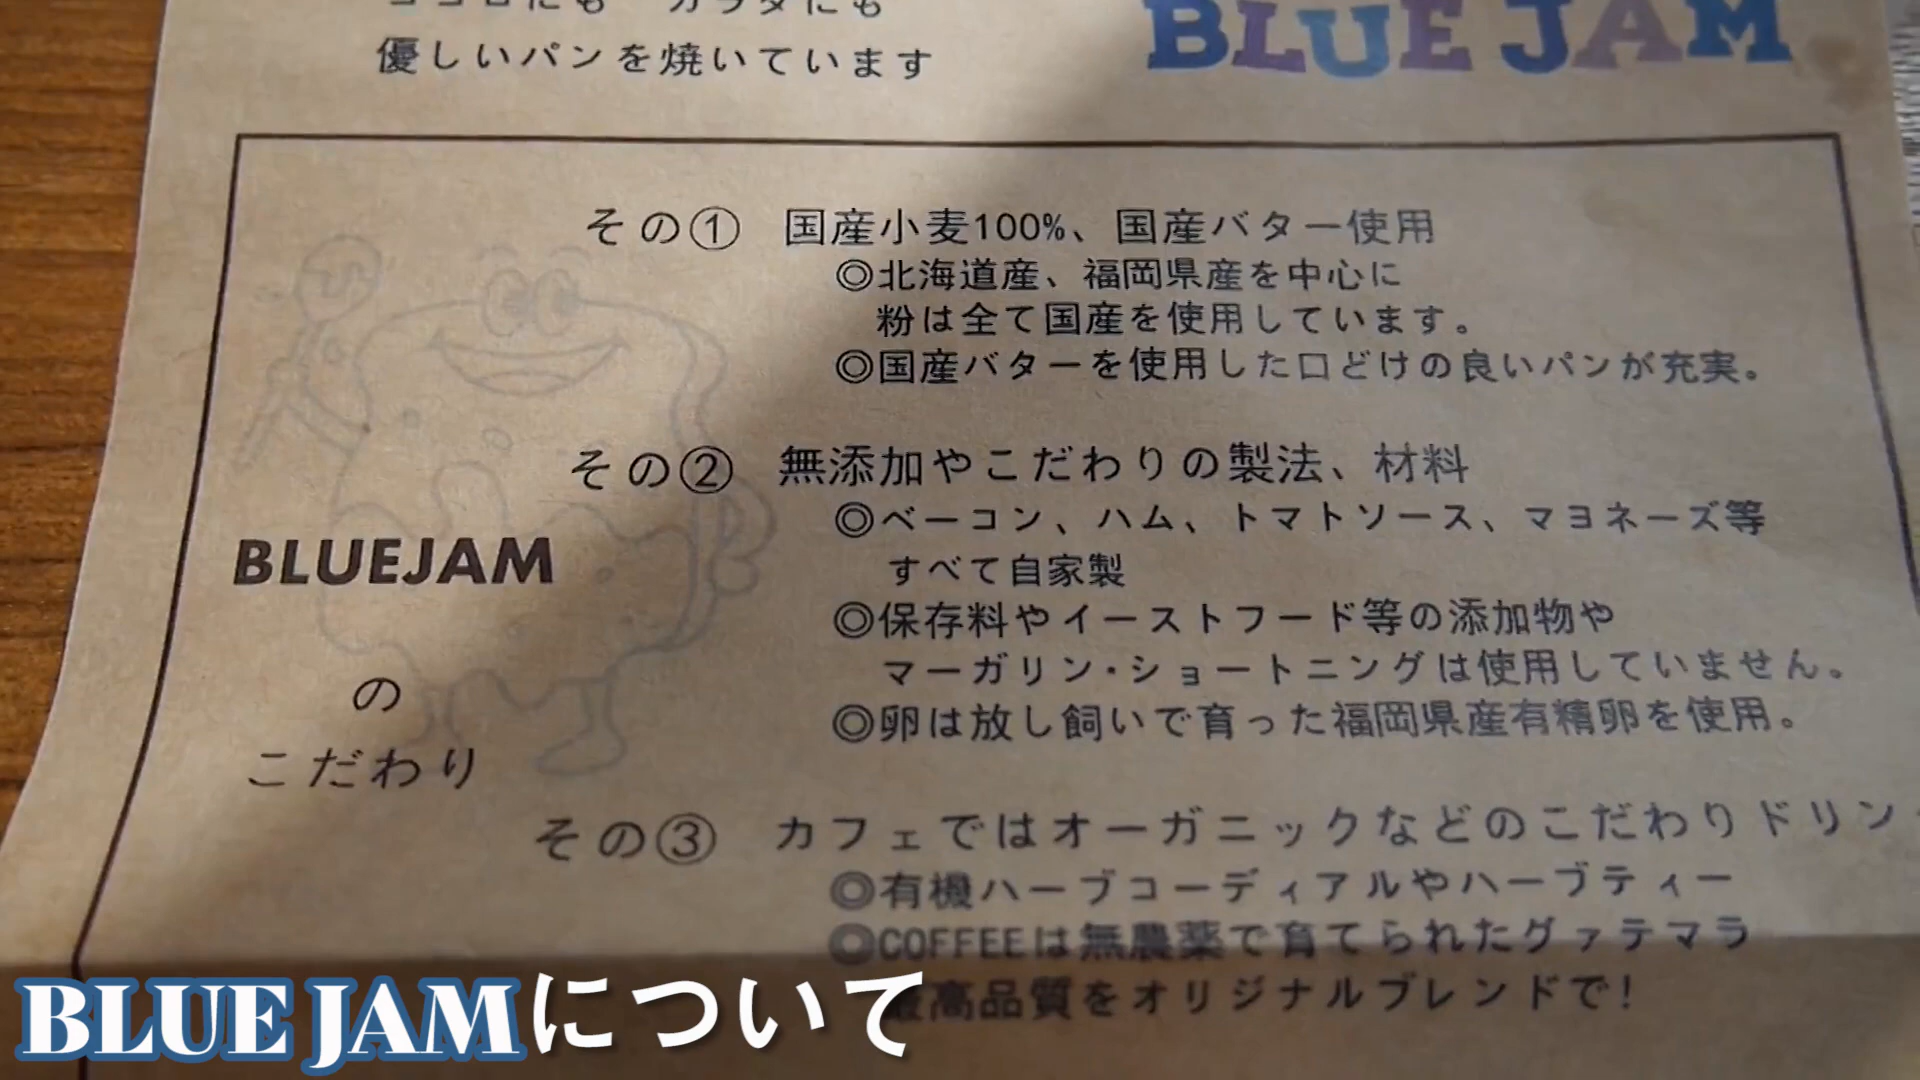 ココロにも カラダにも
優しいパンを焼いています
BLUE JAM
その① 国産小麦100%、国産バター使用
◎北海道産、福岡県産を中心に
粉は全て国産を使用しています。
◎国産バターを使用した口どけの良いパンが充実。
その② 無添加やこだわりの製法、材料
◎ベーコン、ハム、トマトソース、マヨネーズ等
すべて自家製
◎保存料やイーストフード等の添加物や
マーガリン・ショートニングは使用していません。
◎卵は放し飼いで育った福岡県産有精卵を使用。
BLUEJAM
の
こだわり
その③ カフェではオーガニックなどのこだわりドリン
◎有機ハーブコーディアルやハーブティー
◎COFFEEは無農薬で育てられたグァテマラ
最高品質をオリジナルブレンドで!
BLUE JAMについて